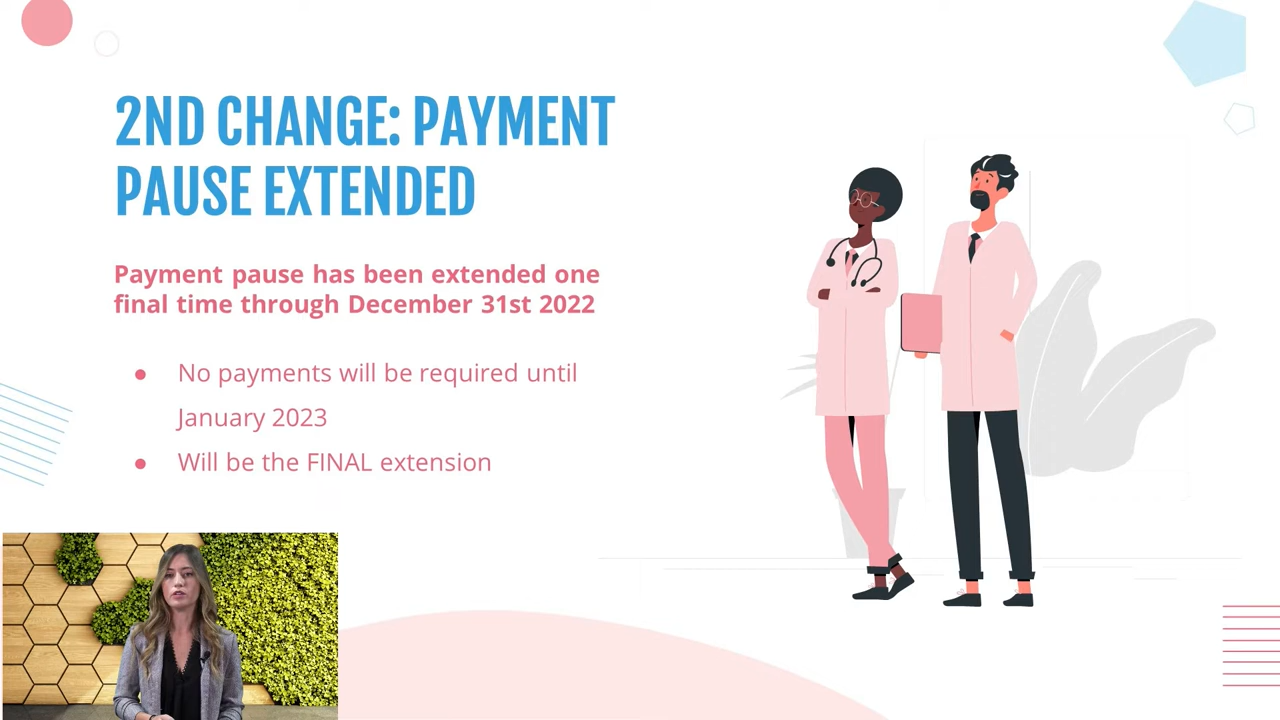 2ND CHANGE: PAYMENT
PAUSE EXTENDED
Payment pause has been extended one
final time through December 31st 2022
● No payments will be required until
January 2023
● Will be the FINAL extension